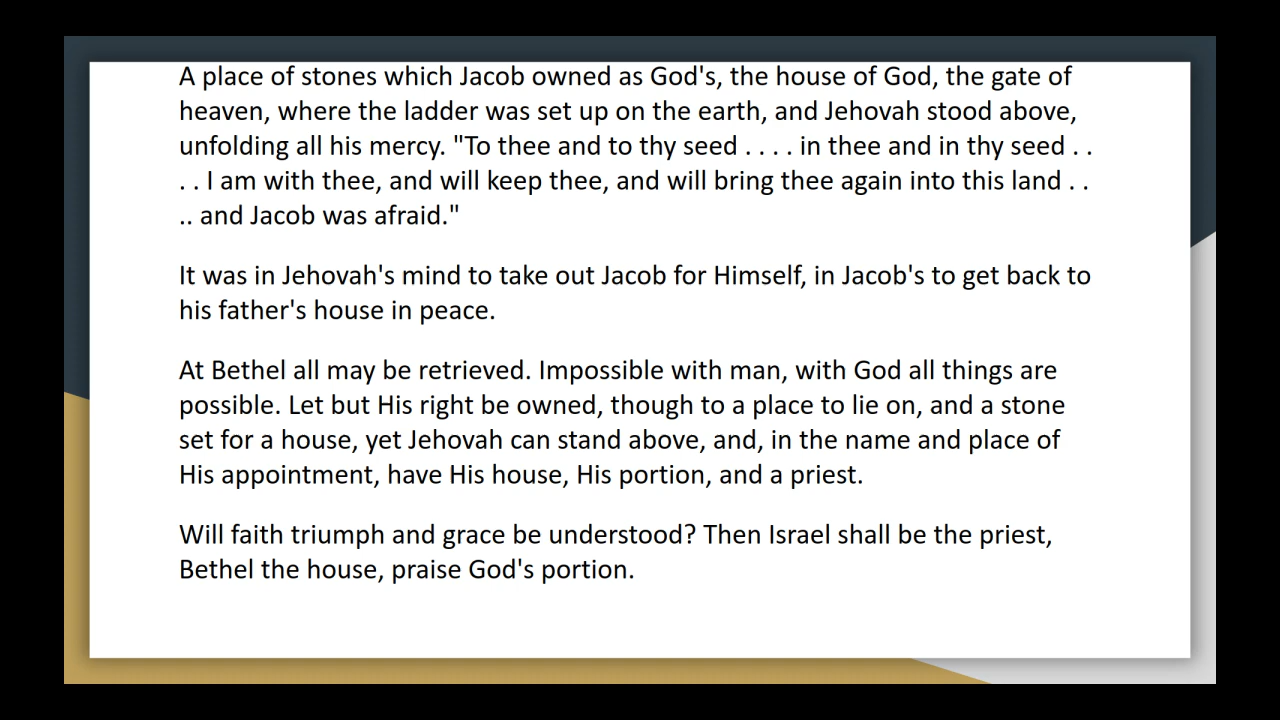 A place of stones which Jacob owned as God's, the house of God, the gate of
heaven, where the ladder was set up on the earth, and Jehovah stood above,
unfolding all his mercy. "To thee and to thy seed . . . . in thee and in thy seed . .
. . I am with thee, and will keep thee, and will bring thee again into this land . .
.. and Jacob was afraid."
It was in Jehovah's mind to take out Jacob for Himself, in Jacob's to get back to
his father's house in peace.
At Bethel all may be retrieved. Impossible with man, with God all things are
possible. Let but His right be owned, though to a place to lie on, and a stone
set for a house, yet Jehovah can stand above, and, in the name and place of
His appointment, have His house, His portion, and a priest.
Will faith triumph and grace be understood? Then Israel shall be the priest,
Bethel the house, praise God's portion.